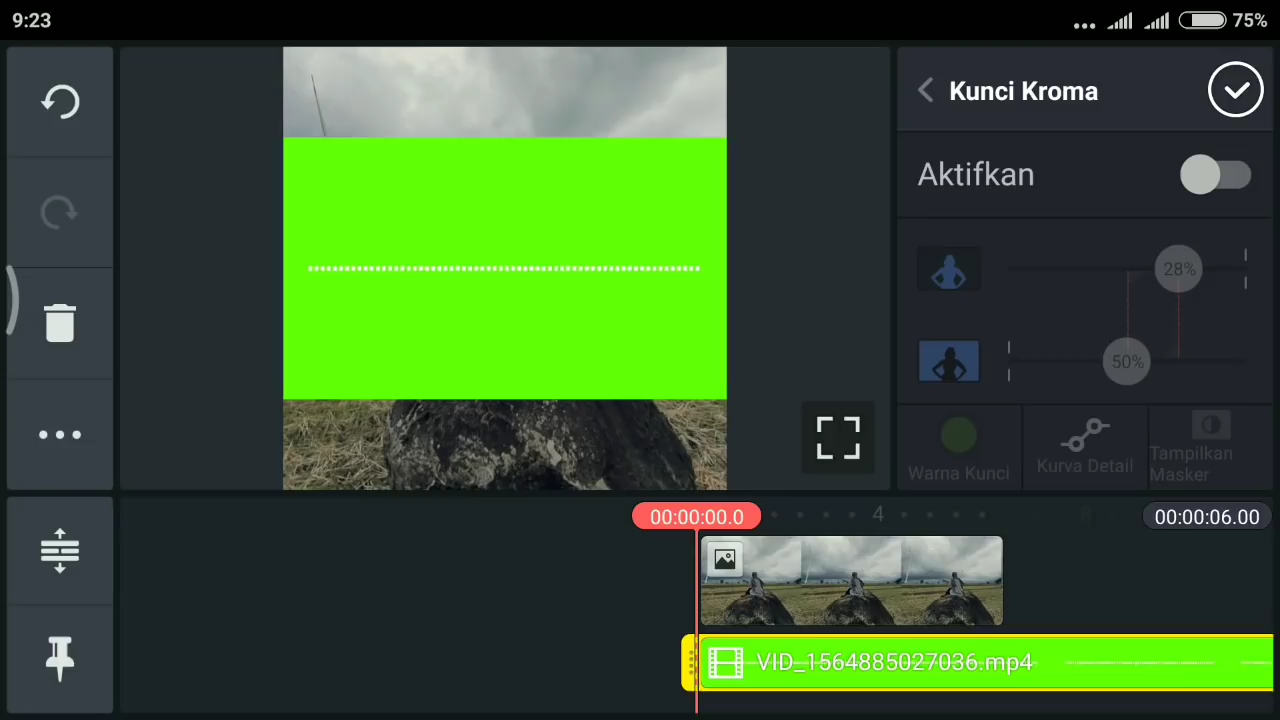 9:23
75%
Kunci Kroma
Aktifkan
28%
50%
Warna Kunci
Kurva Detail
Tampilkan
Masker
00:00:00.0
4
8
00:00:06.00
VID_1564885027036.mp4